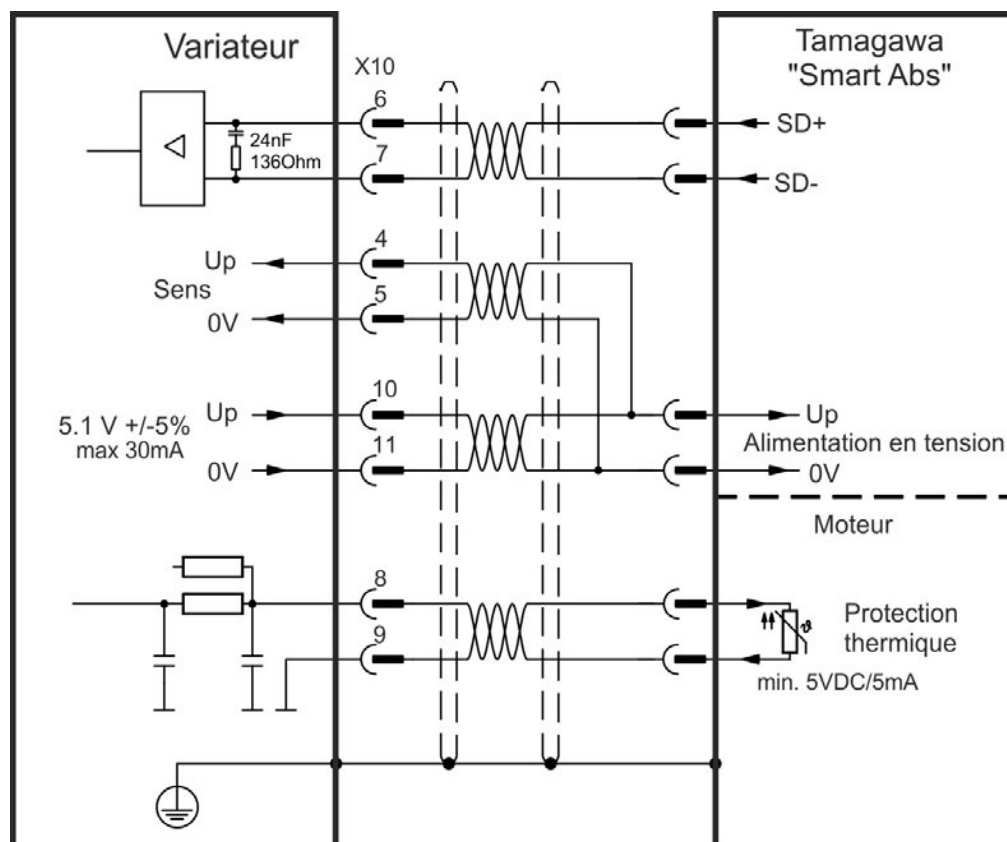 Variateur
X10
Tamagawa
"Smart Abs"
6
SD+
24nF
136Ohm
7
SD-
4
Up
Sens
5
0V
10
Up
Up
5.1 V +/-5%
max 30mA
Alimentation en tension
11
0V
0V
Moteur
8
Protection
thermique
9
min. 5VDC/5mA
ϑ